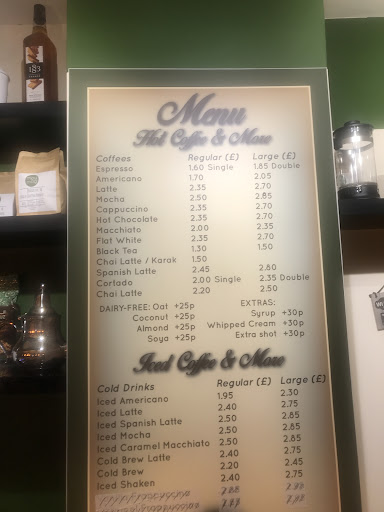 1883
Menu
Hot Coffee & More
Coffees Regular (£) Large (£)
Espresso 1.60 Single 1.85 Double
Americano 1.70 2.05
Latte 2.35 2.70
Mocha 2.50 2.85
Cappuccino 2.35 2.70
Hot Chocolate 2.35 2.70
Macchiato 2.00 2.35
Flat White 2.35 2.70
Black Tea 1.30 1.50
Chai Latte / Karak 1.50
Spanish Latte 2.45 2.80
Cortado 2.00 Single 2.35 Double
Chai Latte 2.20 2.50
DAIRY-FREE: Oat +25p EXTRAS:
Coconut +25p Syrup +30p
Almond +25p Whipped Cream +30p
Soya +25p Extra shot +30p
Iced Coffee & More
Cold Drinks Regular (£) Large (£)
Iced Americano 1.95 2.30
Iced Latte 2.40 2.75
Iced Spanish Latte 2.50 2.85
Iced Mocha 2.50 2.85
Iced Caramel Macchiato 2.50 2.85
Cold Brew Latte 2.40 2.75
Cold Brew 2.20 2.45
Iced Shaken 2.40 2.75